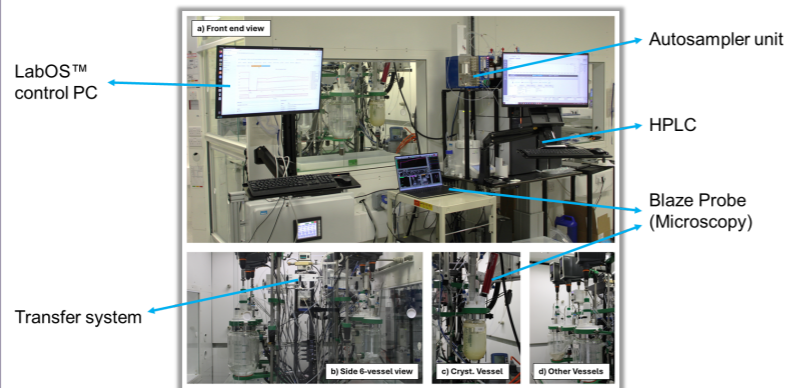 a) Front end view
Autosampler unit
LabOS™
control PC
HPLC
Blaze Probe
(Microscopy)
Transfer system
b) Side 6-vessel view
c) Cryst. Vessel
d) Other Vessels